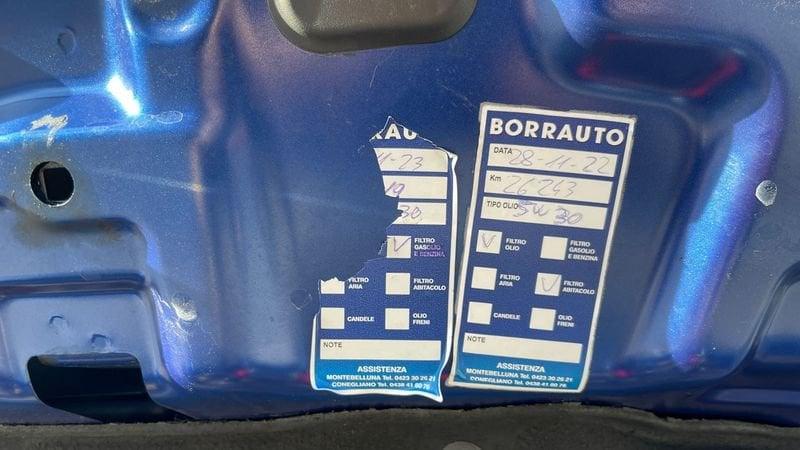 RAU
11-23
19
30.
V FILTRO GASOLIO E BENZINA
FILTRO ARIA
FILTRO ABITACOLO
CANDELE
OLIO FRENI
NOTE
ASSISTENZA
MONTEBELLUNA Tel. 0423 30 26 21
CONEGLIANO Tel. 0438 41 60 76
BORRAUTO
DATA 28-11-22
Km 26243
TIPO OLIO 5W 30
V FILTRO OLIO
FILTRO GASOLIO E BENZINA
FILTRO ARIA
V FILTRO ABITACOLO
CANDELE
OLIO FRENI
NOTE
ASSISTENZA
MONTEBELLUNA Tel. 0423 30 26 21
CONEGLIANO Tel. 0438 41 60 76